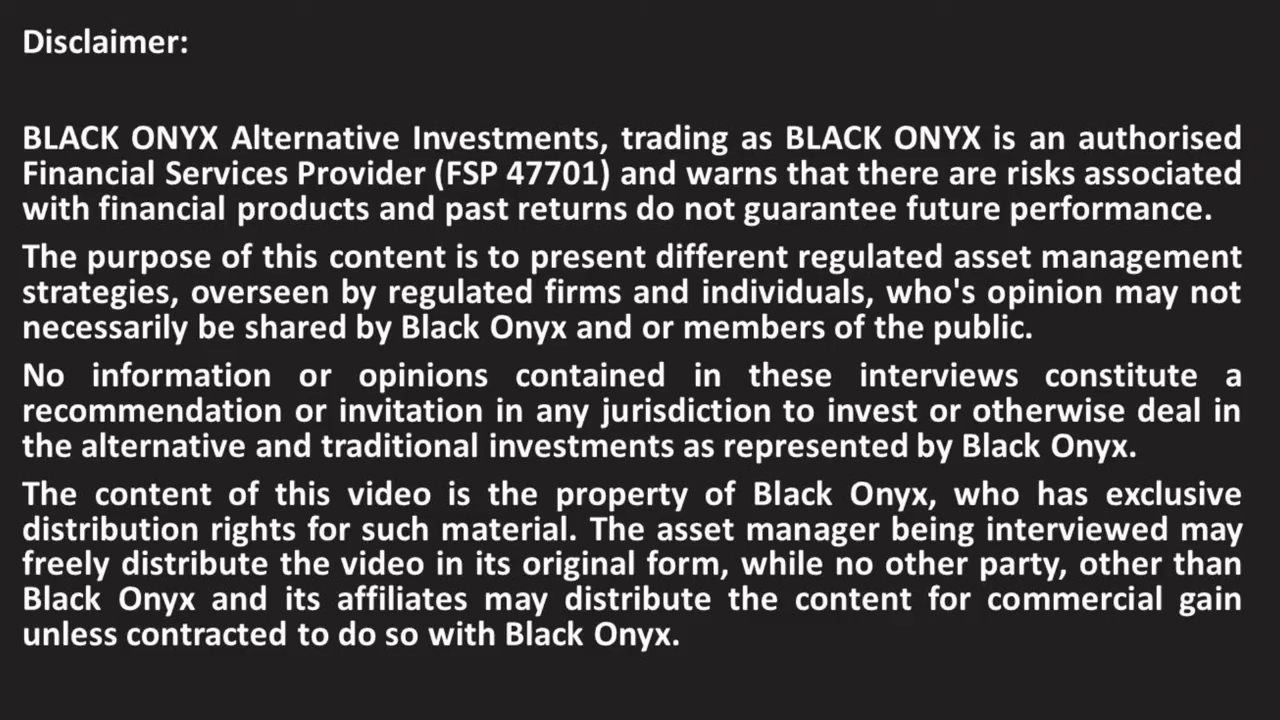 Disclaimer:
BLACK ONYX Alternative Investments, trading as BLACK ONYX is an authorised
Financial Services Provider (FSP 47701) and warns that there are risks associated
with financial products and past returns do not guarantee future performance.
The purpose of this content is to present different regulated asset management
strategies, overseen by regulated firms and individuals, who's opinion may not
necessarily be shared by Black Onyx and or members of the public.
No information or opinions contained in these interviews constitute a
recommendation or invitation in any jurisdiction to invest or otherwise deal in
the alternative and traditional investments as represented by Black Onyx.
The content of this video is the property of Black Onyx, who has exclusive
distribution rights for such material. The asset manager being interviewed may
freely distribute the video in its original form, while no other party, other than
Black Onyx and its affiliates may distribute the content for commercial gain
unless contracted to do so with Black Onyx.